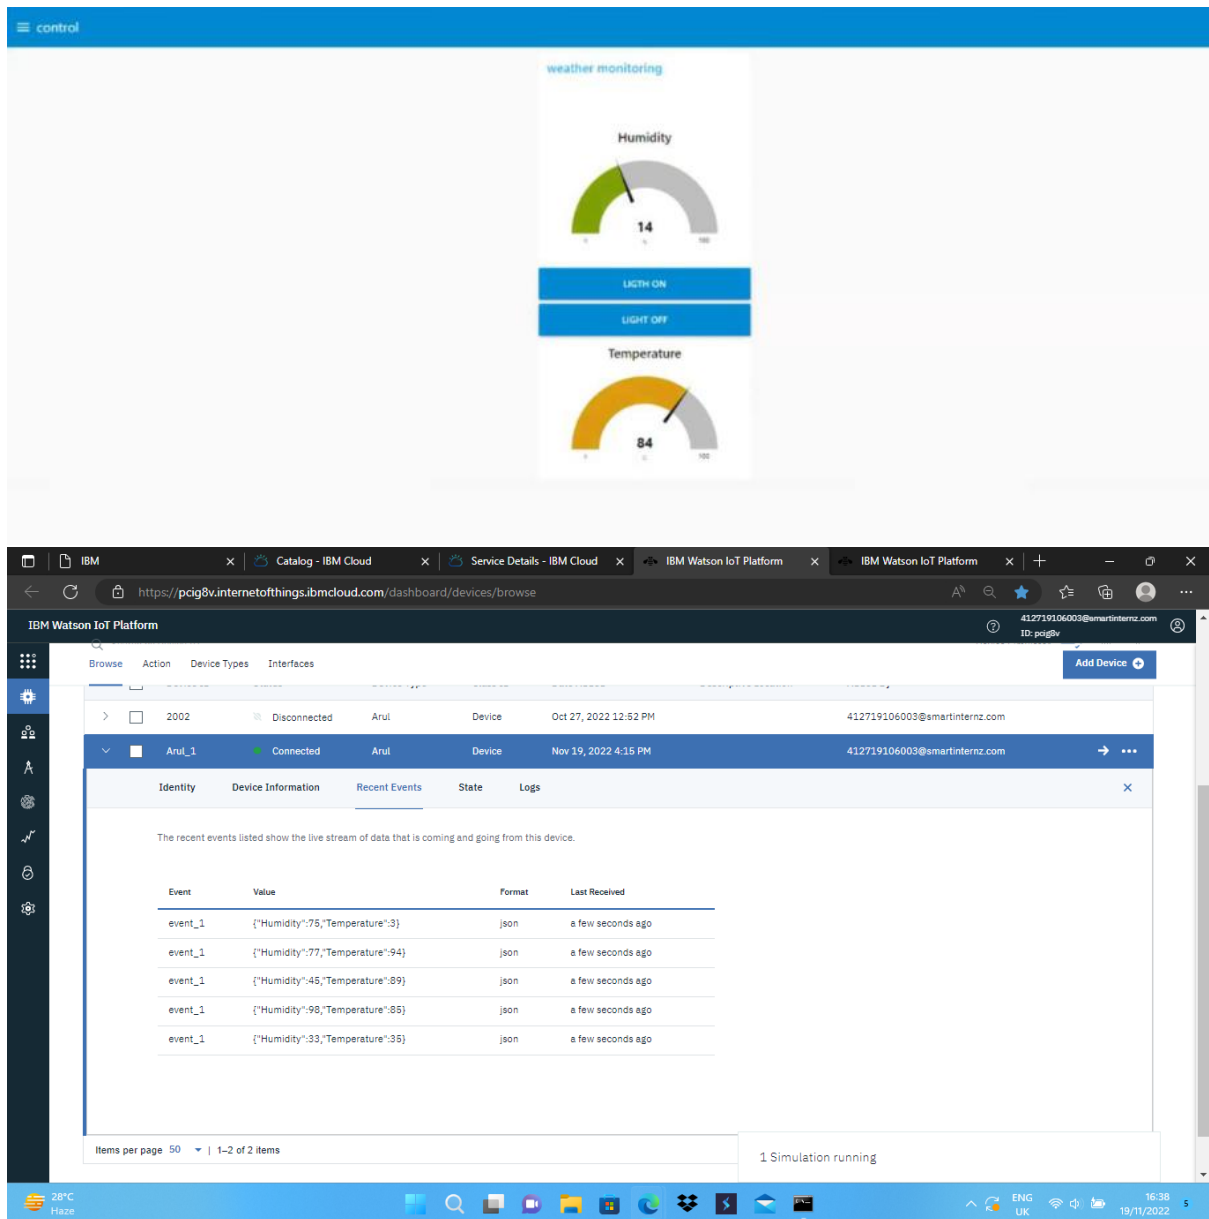 control
weather monitoring
Humidity
14
0 % 100
LIGTH ON
LIGHT OFF
Temperature
84
0 C 100
IBM
Catalog - IBM Cloud
Service Details - IBM Cloud
IBM Watson IoT Platform
IBM Watson IoT Platform
https://pcig8v.internetofthings.ibmcloud.com/dashboard/devices/browse
IBM Watson IoT Platform
412719106003@smartinternz.com
ID: pcig8v
Browse Action Device Types Interfaces
Add Device
2002 Disconnected Arul Device Oct 27, 2022 12:52 PM 412719106003@smartinternz.com
Arul_1 Connected Arul Device Nov 19, 2022 4:15 PM 412719106003@smartinternz.com
Identity Device Information Recent Events State Logs
The recent events listed show the live stream of data that is coming and going from this device.
Event Value Format Last Received
event_1 {"Humidity":75,"Temperature":3} json a few seconds ago
event_1 {"Humidity":77,"Temperature":94} json a few seconds ago
event_1 {"Humidity":45,"Temperature":89} json a few seconds ago
event_1 {"Humidity":98,"Temperature":85} json a few seconds ago
event_1 {"Humidity":33,"Temperature":35} json a few seconds ago
Items per page 50 | 1–2 of 2 items
1 Simulation running
28°C
Haze
ENG
UK
16:38
19/11/2022
5